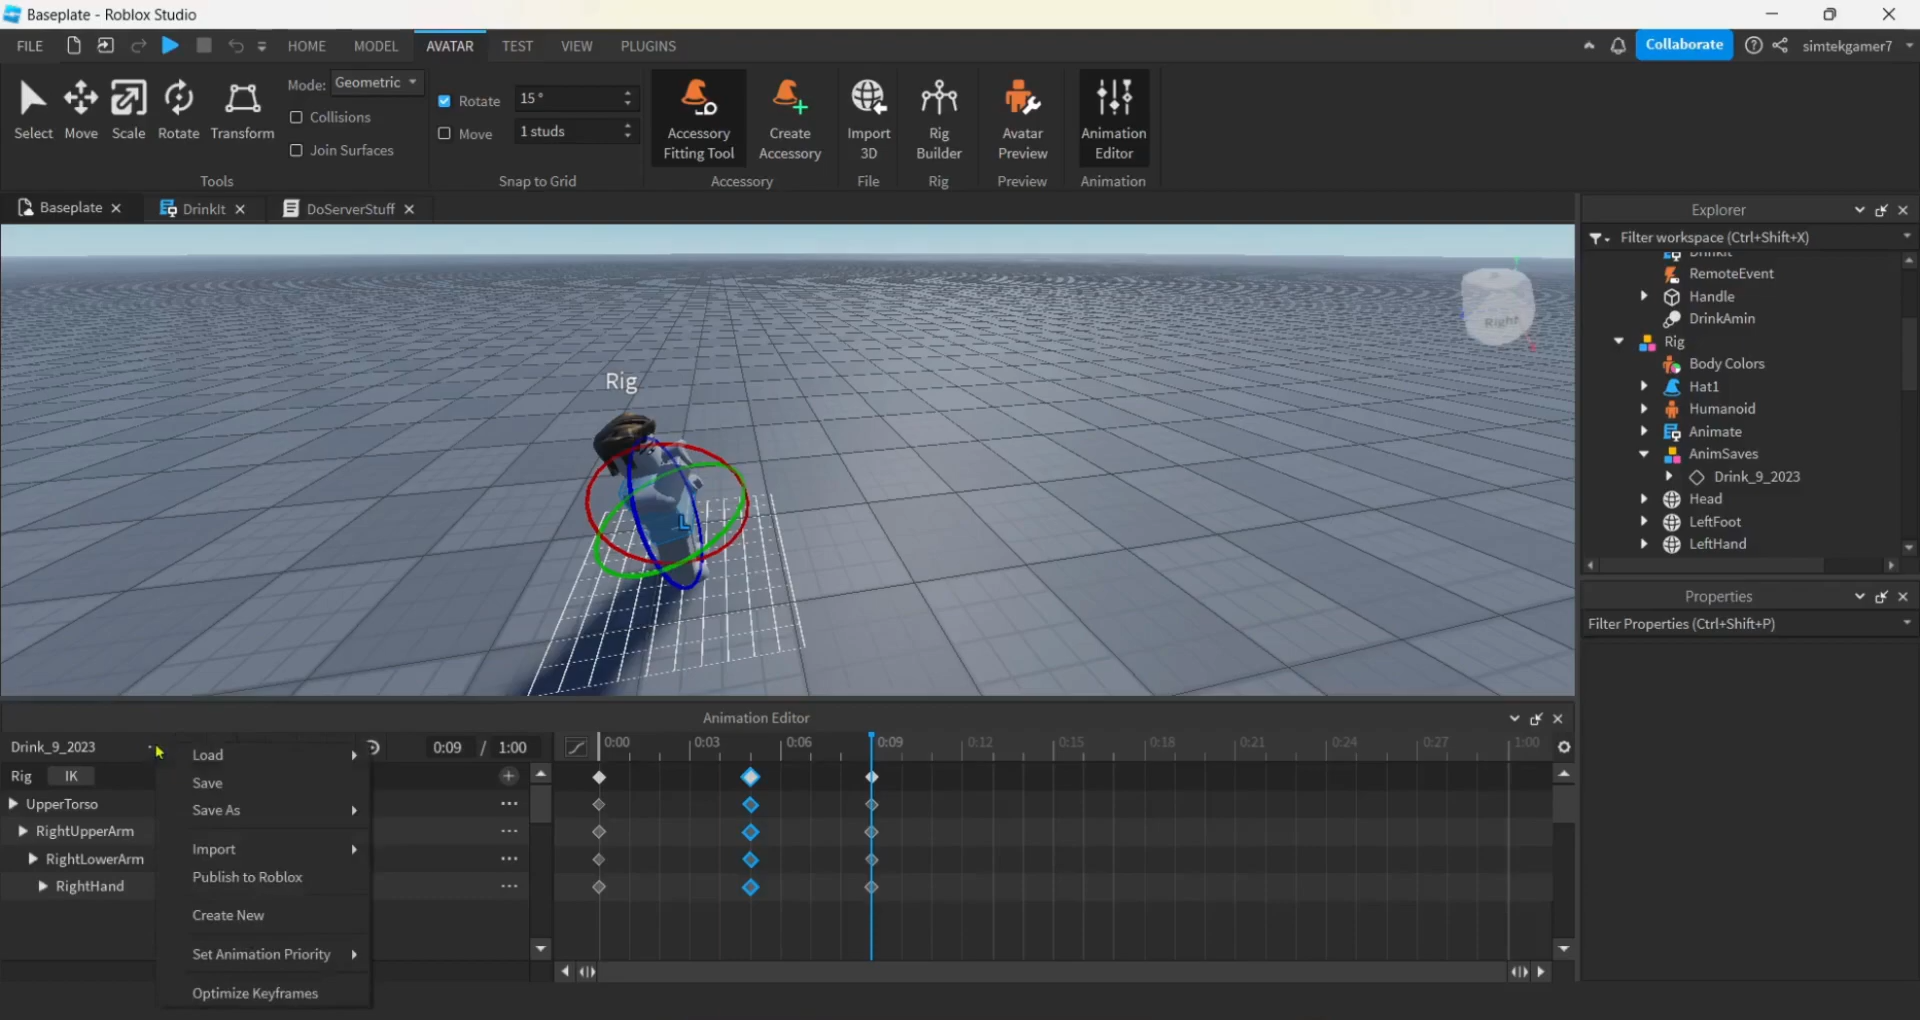 Baseplate - Roblox Studio
FILE HOME MODEL AVATAR TEST VIEW PLUGINS Collaborate simtekgamer7
Select Move Scale Rotate Transform
Mode: Geometric
Collisions
Join Surfaces
Tools
Rotate 15 °
Move 1 studs
Snap to Grid
Accessory Fitting Tool
Create Accessory
Accessory
Import 3D
File
Rig Builder
Rig
Avatar Preview
Preview
Animation Editor
Animation
Baseplate DrinkIt DoServerStuff
Rig
Right
L
Explorer
Filter workspace (Ctrl+Shift+X)
DrinkIt
RemoteEvent
Handle
DrinkAmin
Rig
Body Colors
Hat1
Humanoid
Animate
AnimSaves
Drink_9_2023
Head
LeftFoot
LeftHand
Properties
Filter Properties (Ctrl+Shift+P)
Animation Editor
Drink_9_2023 0:09 / 1:00
0:00 0:03 0:06 0:09 0:12 0:15 0:18 0:21 0:24 0:27 1:00
Rig IK
UpperTorso
RightUpperArm
RightLowerArm
RightHand
Load
Save
Save As
Import
Publish to Roblox
Create New
Set Animation Priority
Optimize Keyframes